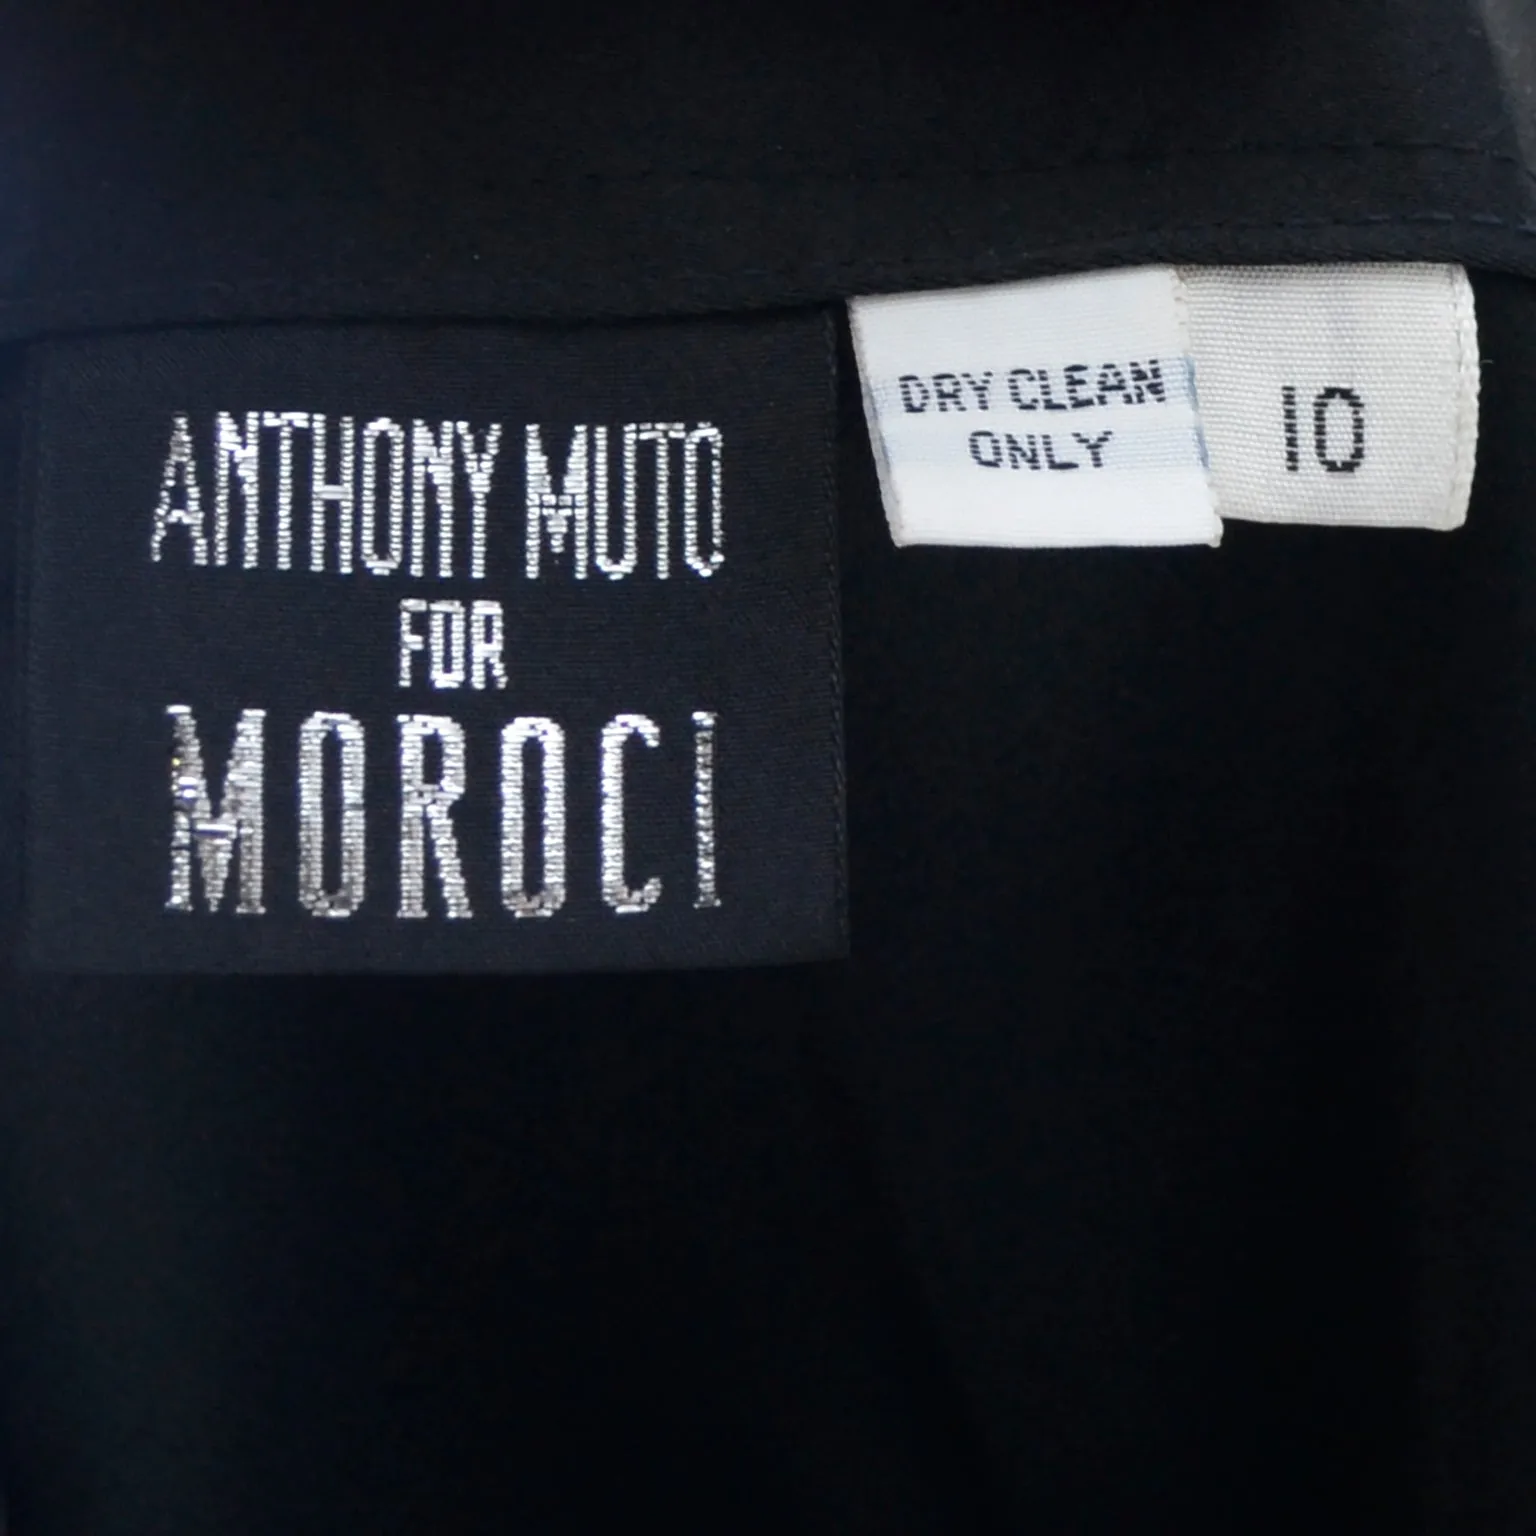 ANTHONY MUTO
FOR
MOROCI
DRY CLEAN
ONLY
10